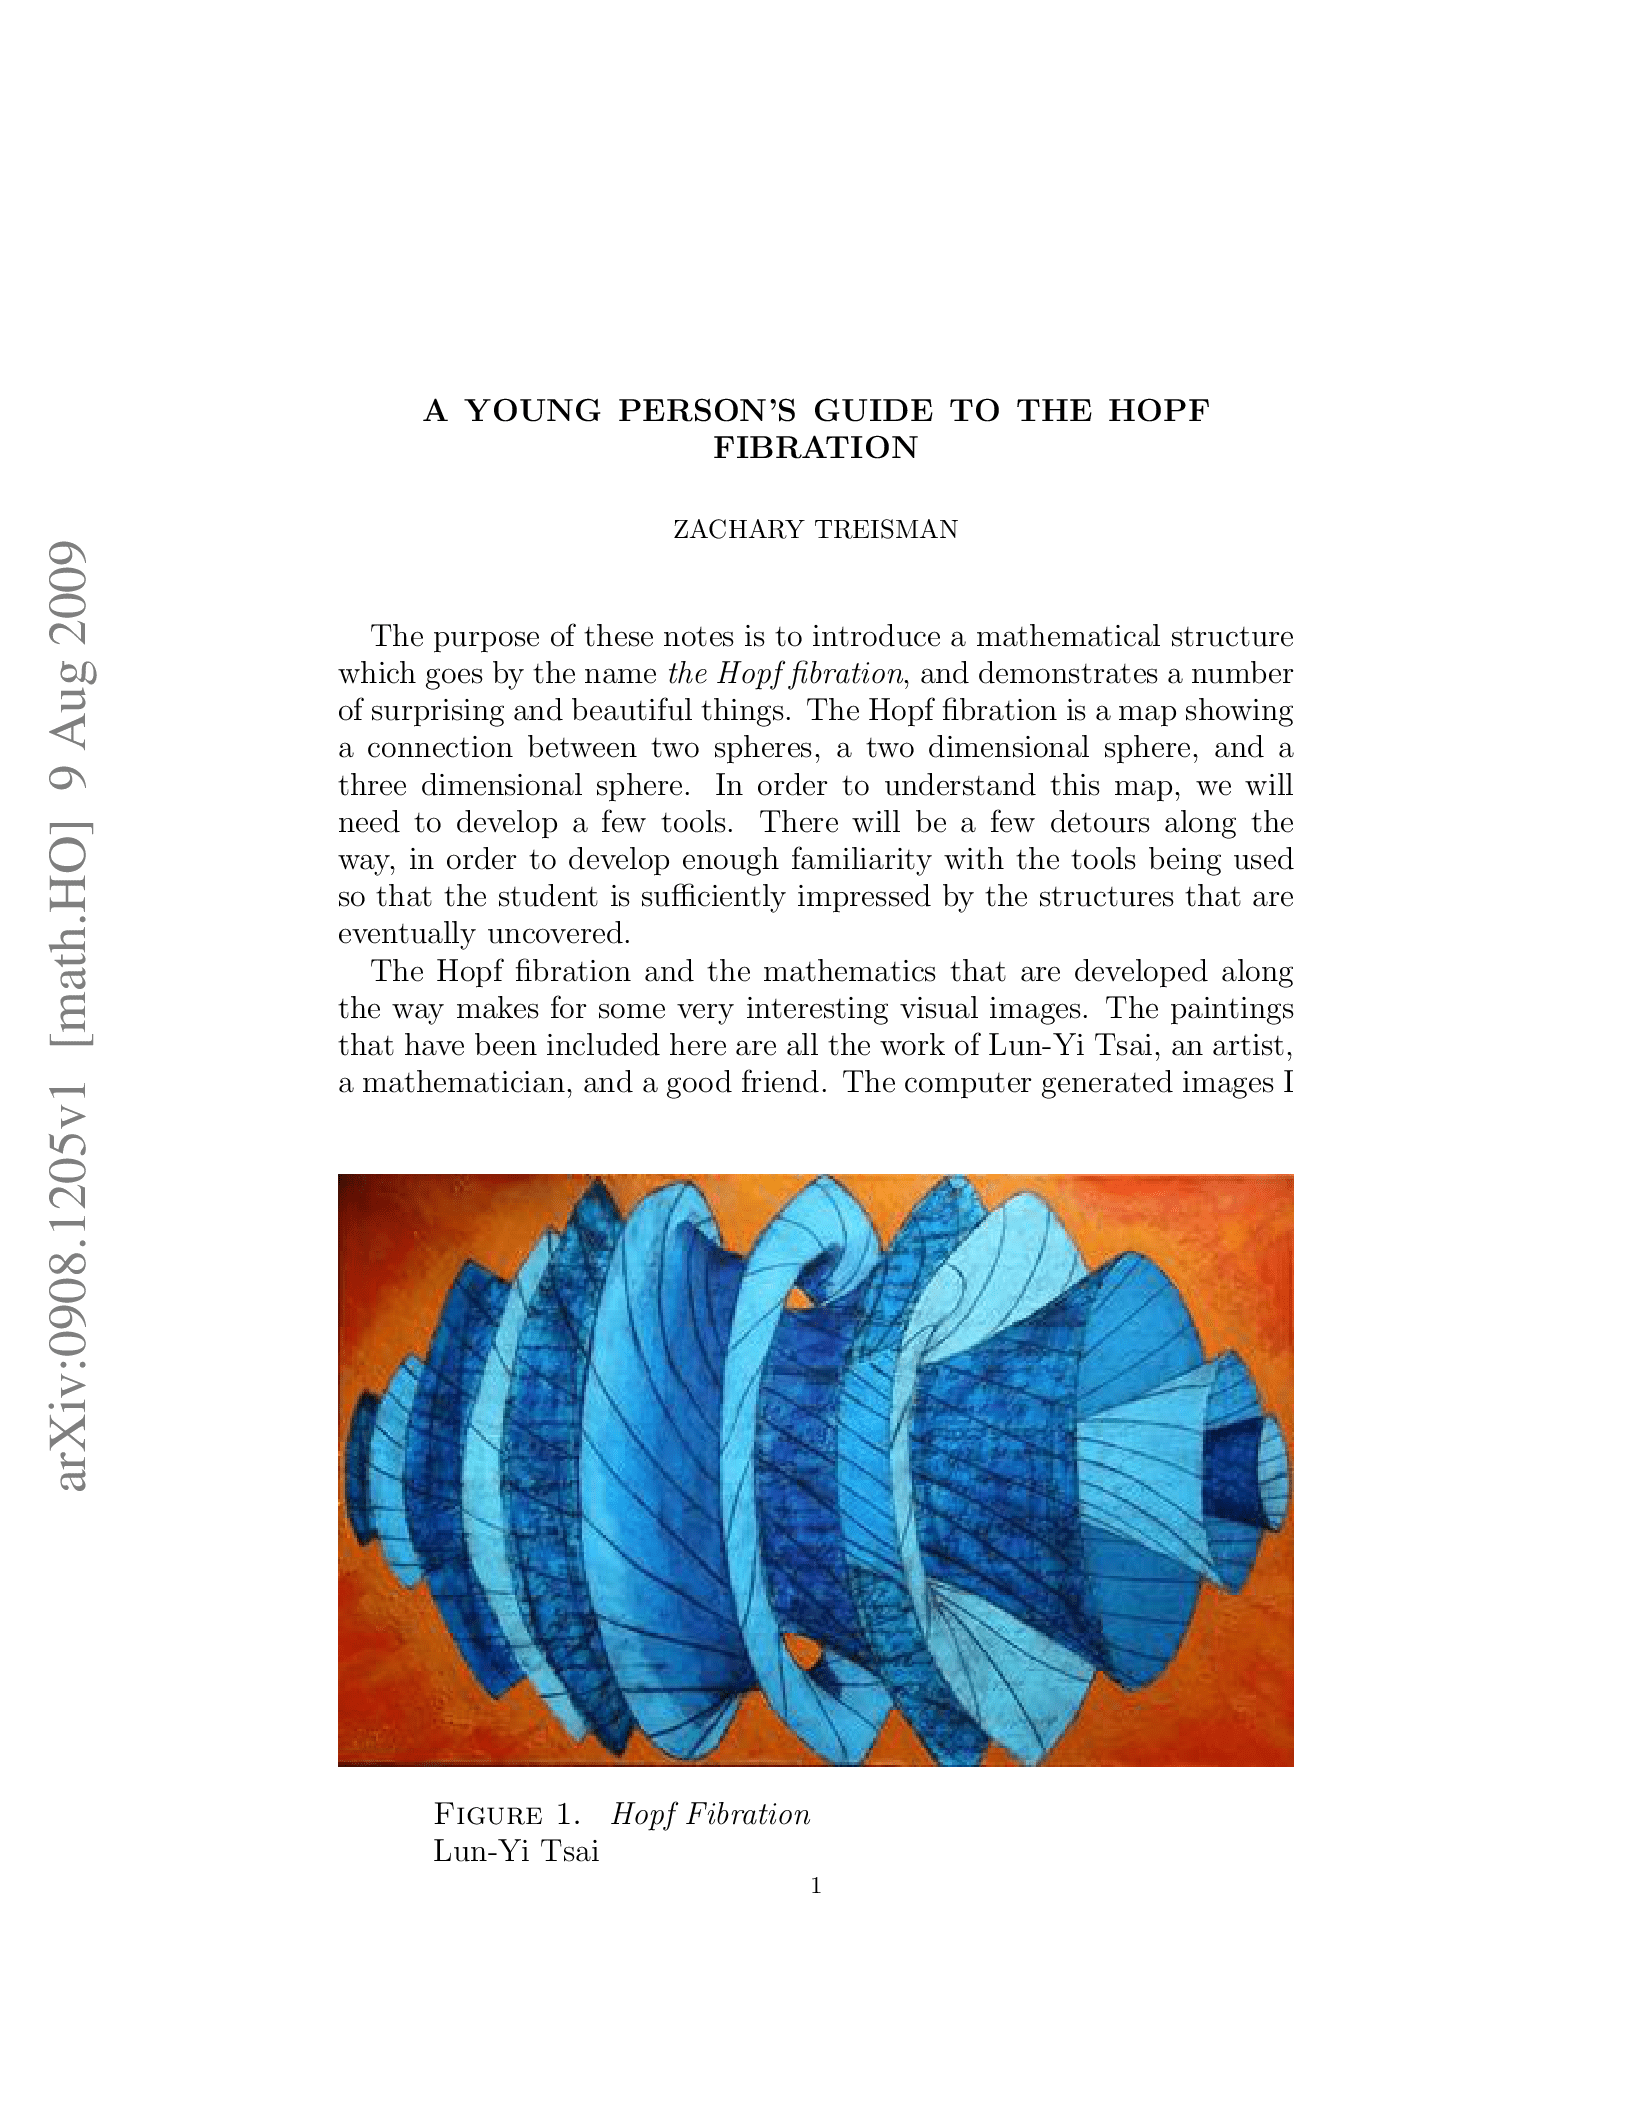 A YOUNG PERSON'S GUIDE TO THE HOPF
FIBRATION
ZACHARY TREISMAN
The purpose of these notes is to introduce a mathematical structure
which goes by the name the Hopf fibration, and demonstrates a number
of surprising and beautiful things. The Hopf fibration is a map showing
a connection between two spheres, a two dimensional sphere, and a
three dimensional sphere. In order to understand this map, we will
need to develop a few tools. There will be a few detours along the
way, in order to develop enough familiarity with the tools being used
so that the student is sufficiently impressed by the structures that are
eventually uncovered.
The Hopf fibration and the mathematics that are developed along
the way makes for some very interesting visual images. The paintings
that have been included here are all the work of Lun-Yi Tsai, an artist,
a mathematician, and a good friend. The computer generated images I
FIGURE 1. Hopf Fibration
Lun-Yi Tsai
1
arXiv:0908.1205v1 [math.HO] 9 Aug 2009